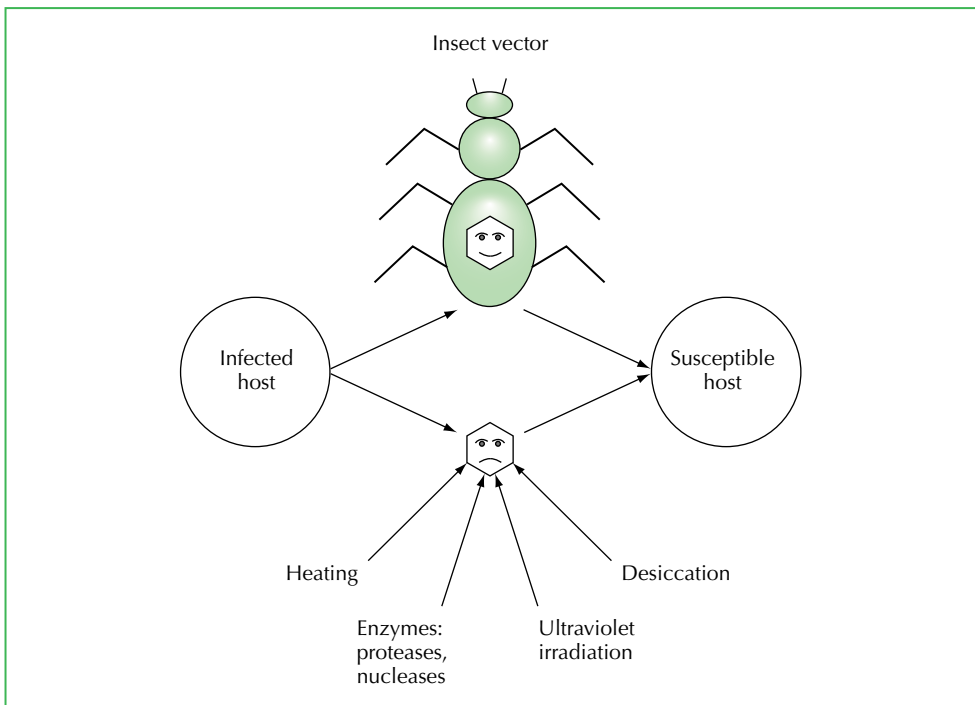 Insect vector
Infected
host
Susceptible
host
Heating
Desiccation
Enzymes:
proteases,
nucleases
Ultraviolet
irradiation